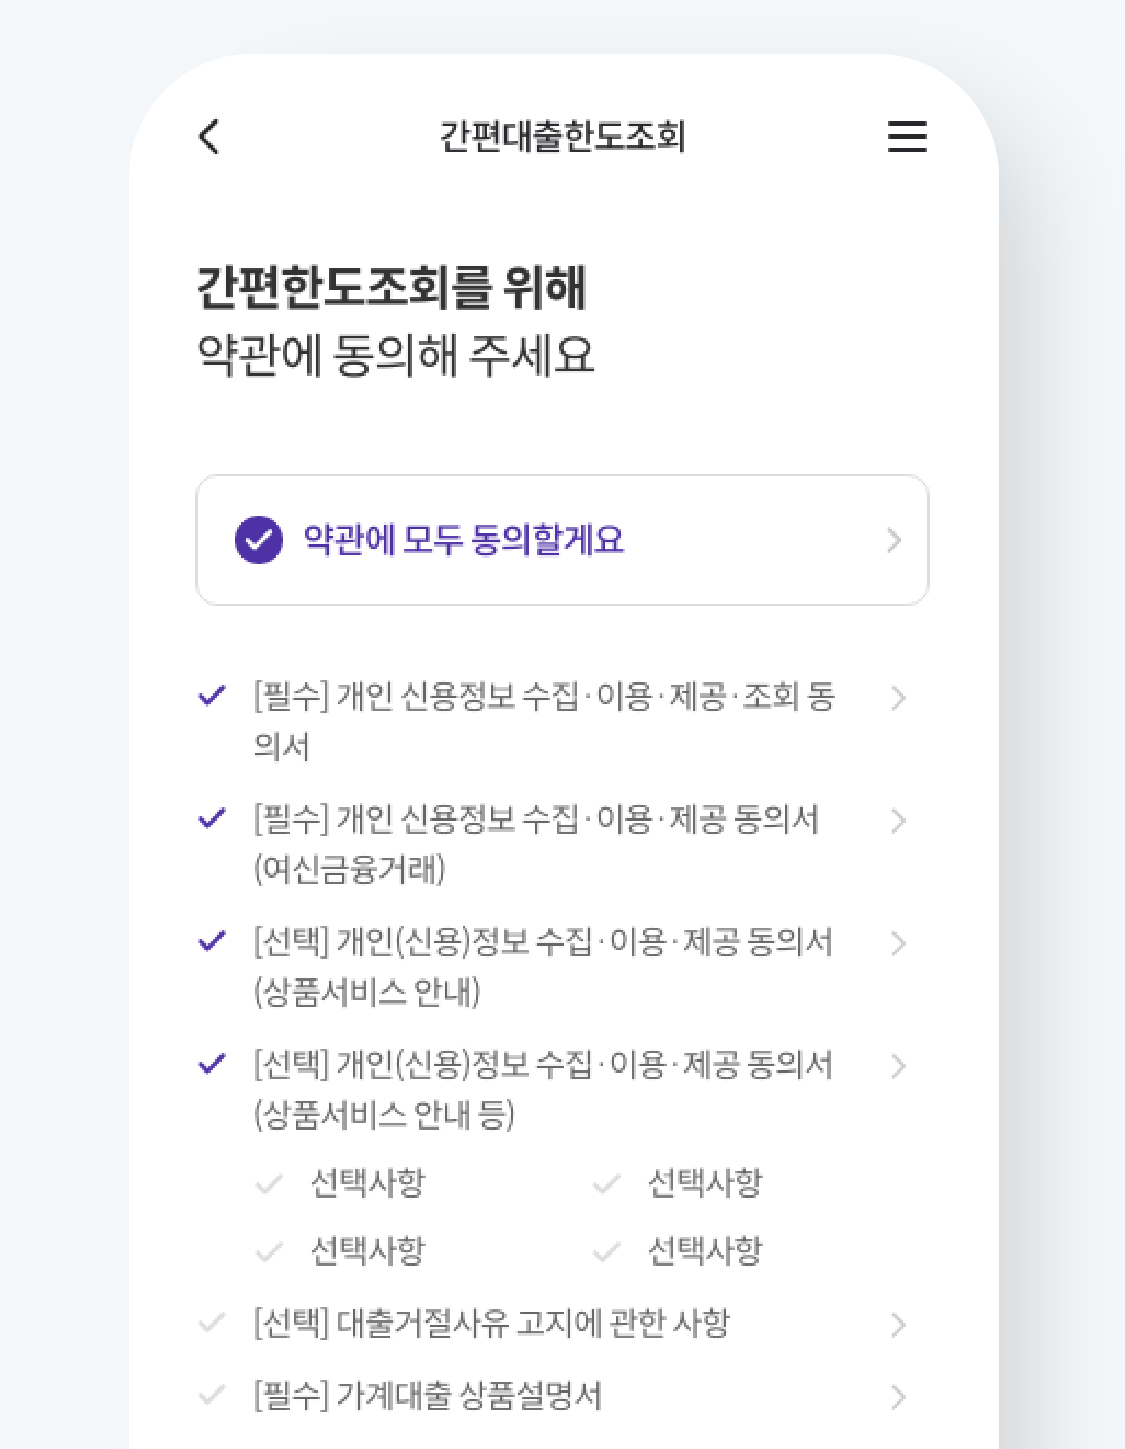 간편대출한도조회
간편한도조회를 위해
약관에 동의해 주세요
약관에 모두 동의할게요
[필수] 개인 신용정보 수집·이용·제공·조회 동
의서
[필수] 개인 신용정보 수집·이용·제공 동의서
(여신금융거래)
[선택] 개인(신용)정보 수집·이용·제공 동의서
(상품서비스 안내)
[선택] 개인(신용)정보 수집·이용·제공 동의서
(상품서비스 안내 등)
선택사항 선택사항
선택사항 선택사항
[선택] 대출거절사유 고지에 관한 사항
[필수] 가계대출 상품설명서